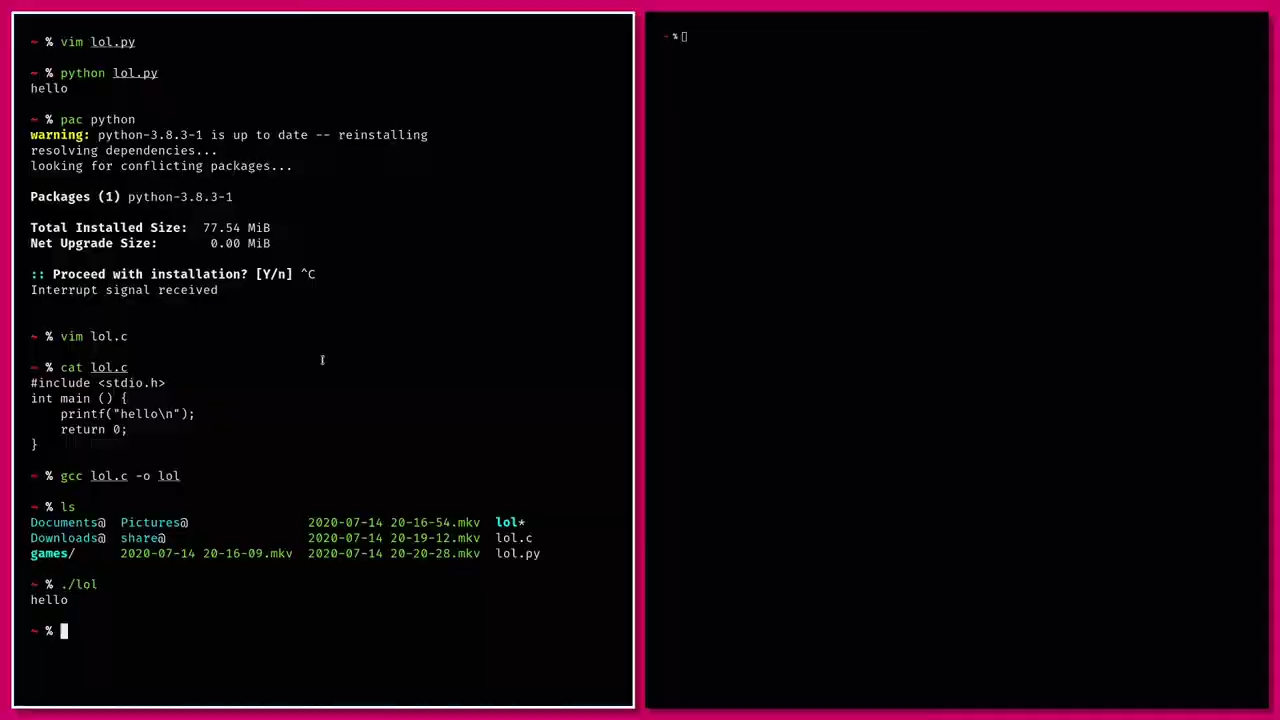 ~ % vim lol.py
~ % python lol.py
hello
~ % pac python
warning: python-3.8.3-1 is up to date -- reinstalling
resolving dependencies...
looking for conflicting packages...
Packages (1) python-3.8.3-1
Total Installed Size:  77.54 MiB
Net Upgrade Size:       0.00 MiB
:: Proceed with installation? [Y/n] ^C
Interrupt signal received
~ % vim lol.c
~ % cat lol.c
#include <stdio.h>
int main () {
    printf("hello\n");
    return 0;
}
~ % gcc lol.c -o lol
~ % ls
Documents@  Pictures@                2020-07-14 20-16-54.mkv  lol*
Downloads@  share@                   2020-07-14 20-19-12.mkv  lol.c
games/      2020-07-14 20-16-09.mkv  2020-07-14 20-20-28.mkv  lol.py
~ % ./lol
hello
~ %
~ %